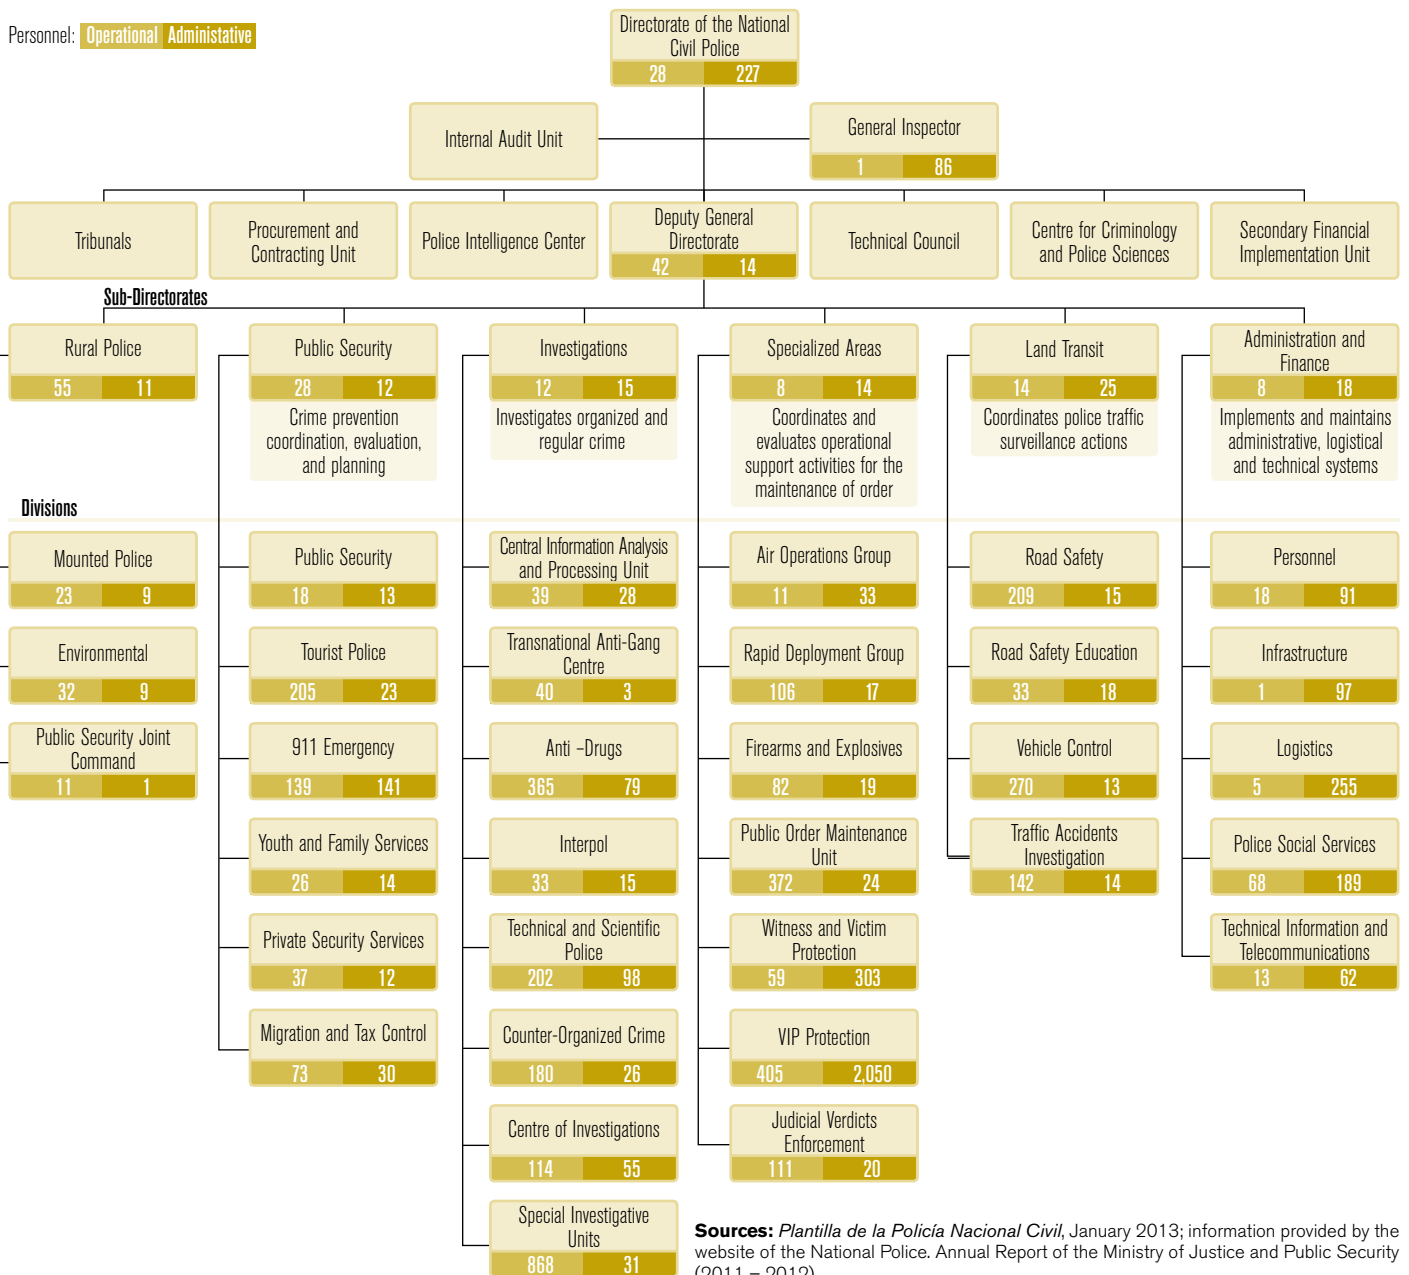 Personnel: Operational Administative
Directorate of the National
Civil Police
28 227
Internal Audit Unit
General Inspector
1 86
Tribunals
Procurement and
Contracting Unit
Police Intelligence Center
Deputy General
Directorate
42 14
Technical Council
Centre for Criminology
and Police Sciences
Secondary Financial
Implementation Unit
Sub-Directorates
Rural Police
55 11
Public Security
28 12
Crime prevention
coordination, evaluation,
and planning
Investigations
12 15
Investigates organized and
regular crime
Specialized Areas
8 14
Coordinates and
evaluates operational
support activities for the
maintenance of order
Land Transit
14 25
Coordinates police traffic
surveillance actions
Administration and
Finance
8 18
Implements and maintains
administrative, logistical
and technical systems
Divisions
Mounted Police
23 9
Environmental
32 9
Public Security Joint
Command
11 1
Public Security
18 13
Tourist Police
205 23
911 Emergency
139 141
Youth and Family Services
26 14
Private Security Services
37 12
Migration and Tax Control
73 30
Central Information Analysis
and Processing Unit
39 28
Transnational Anti-Gang
Centre
40 3
Anti –Drugs
365 79
Interpol
33 15
Technical and Scientific
Police
202 98
Counter-Organized Crime
180 26
Centre of Investigations
114 55
Special Investigative
Units
868 31
Air Operations Group
11 33
Rapid Deployment Group
106 17
Firearms and Explosives
82 19
Public Order Maintenance
Unit
372 24
Witness and Victim
Protection
59 303
VIP Protection
405 2,050
Judicial Verdicts
Enforcement
111 20
Road Safety
209 15
Road Safety Education
33 18
Vehicle Control
270 13
Traffic Accidents
Investigation
142 14
Personnel
18 91
Infrastructure
1 97
Logistics
5 255
Police Social Services
68 189
Technical Information and
Telecommunications
13 62
Sources: Plantilla de la Policía Nacional Civil, January 2013; information provided by the
website of the National Police. Annual Report of the Ministry of Justice and Public Security
(2011 – 2012)